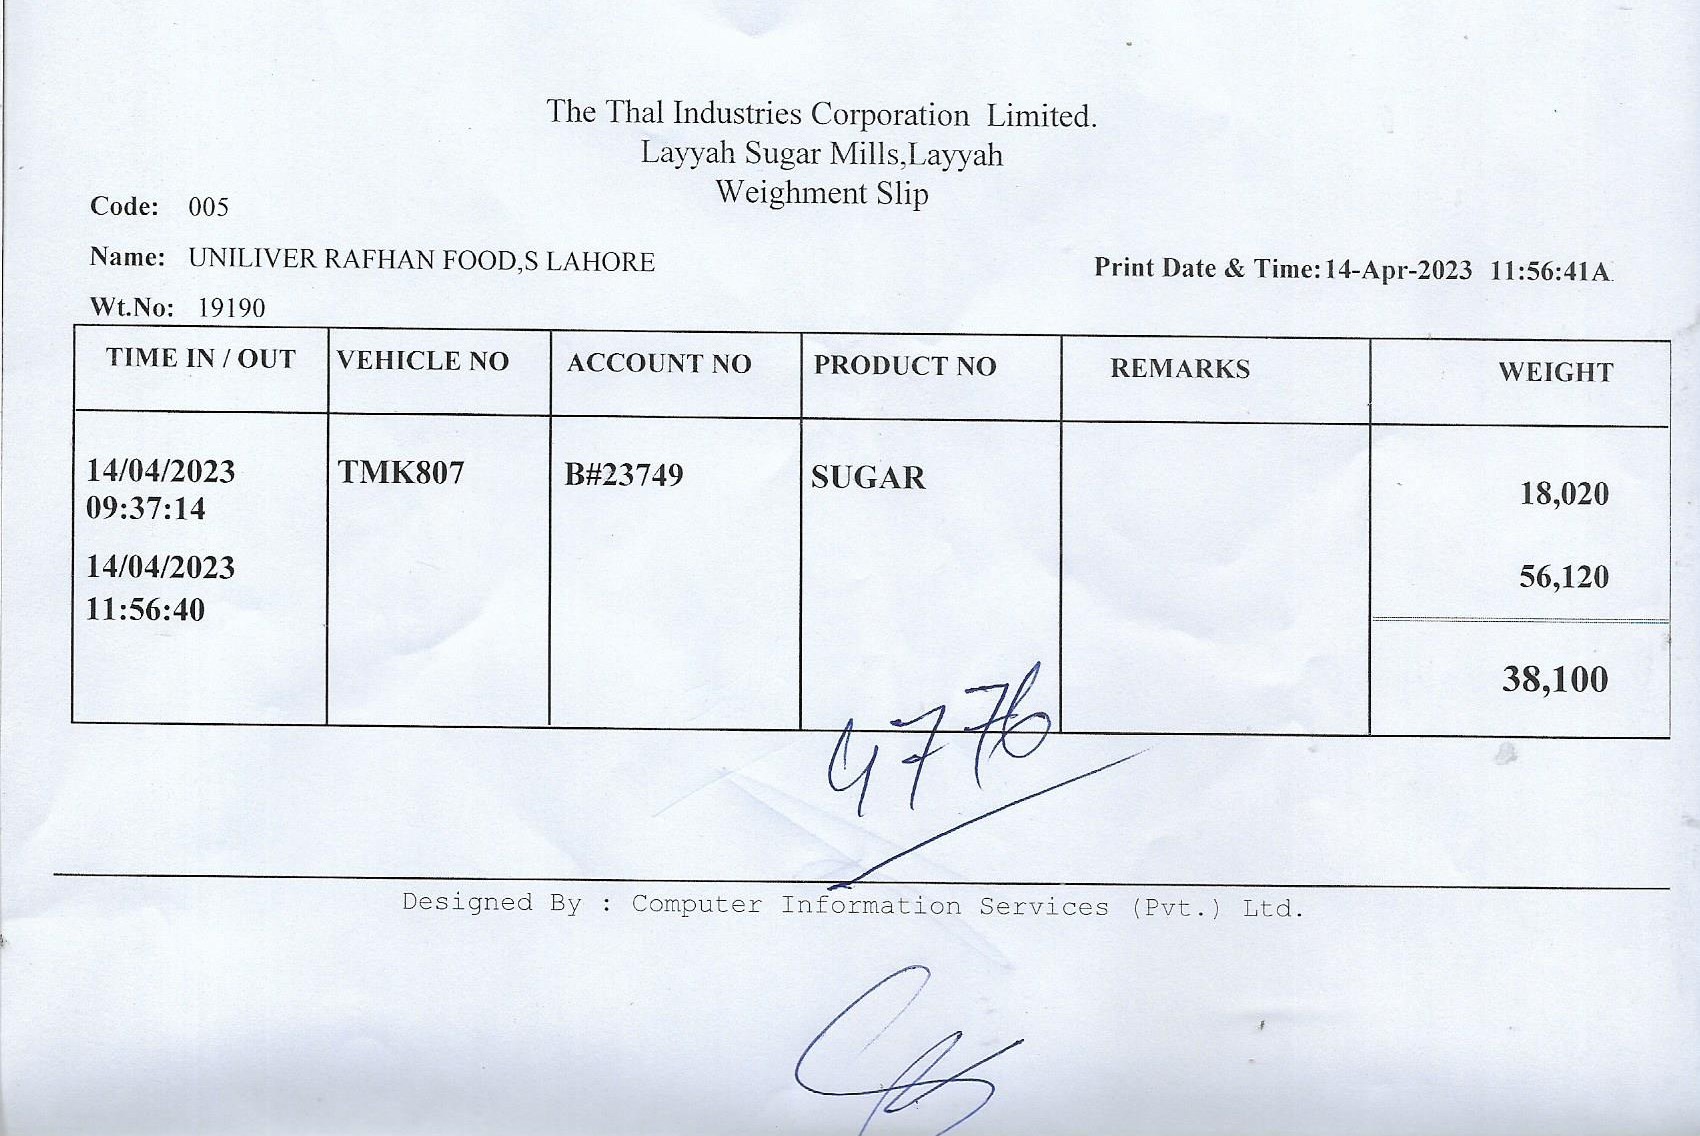 The Thal Industries Corporation Limited.
Layyah Sugar Mills,Layyah
Weighment Slip
Code: 005
Name: UNILIVER RAFHAN FOOD,S LAHORE
Print Date & Time:14-Apr-2023 11:56:41A
Wt.No: 19190
TIME IN / OUT VEHICLE NO ACCOUNT NO PRODUCT NO REMARKS WEIGHT
14/04/2023 TMK807 B#23749 SUGAR 18,020
09:37:14
14/04/2023 56,120
11:56:40
38,100
4776
Designed By : Computer Information Services (Pvt.) Ltd.